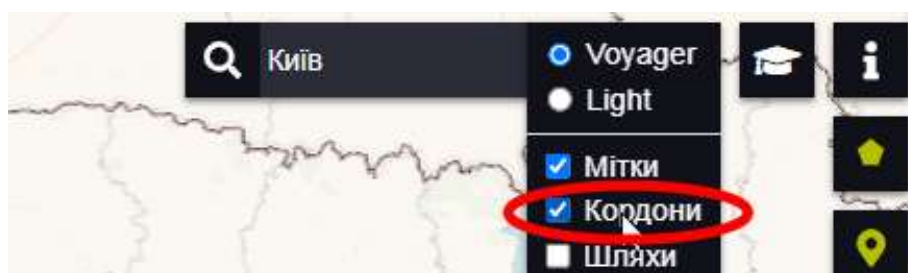 Київ
Voyager
Light
Мітки
Кордони
Шляхи